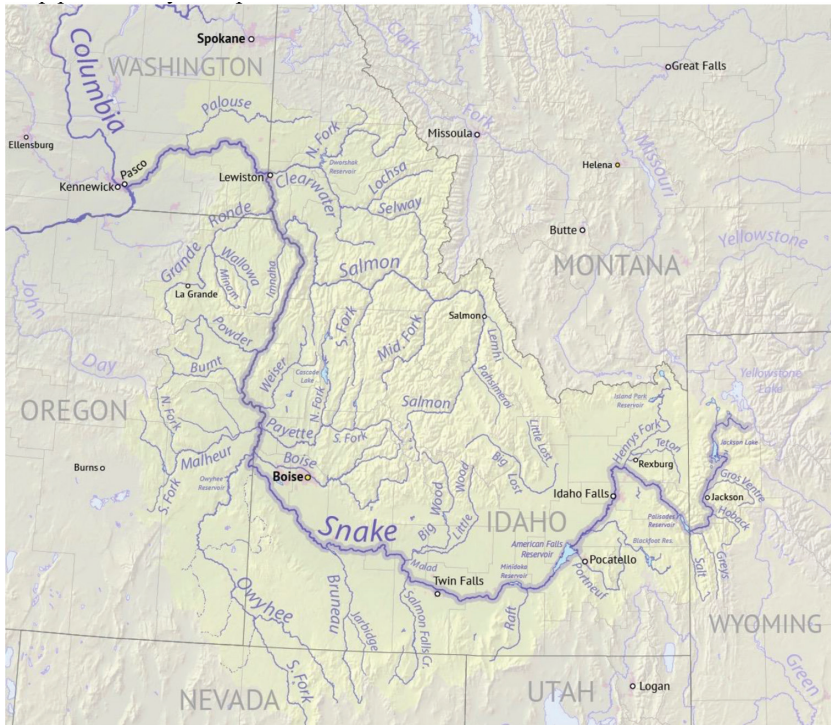 Spokane
WASHINGTON
Columbia
Clark
Fork
Great Falls
Palouse
Missoula
Missouri
Ellensburg
N. Fork
Dworshak
Reservoir
Helena
Pasco
Kennewick
Lewiston
Clearwater
Lochsa
Selway
Grande
Ronde
Butte
Yellowstone
Wallowa
Minam
Imnaha
Salmon
MONTANA
La Grande
John
Day
Powder
S. Fork
Mid. Fork
Salmon
Lemhi
Burnt
Weiser
Cascade
Lake
Pahsimeroi
Yellowstone
Lake
OREGON
N. Fork
N. Fork
Salmon
Little Lost
Island Park
Reservoir
Payette
S. Fork
Henrys Fork
Teton
Jackson Lake
Malheur
Boise
Big
Lost
Rexburg
Burns
Owyhee
Reservoir
Boise
Wood
Gros Ventre
S. Fork
Big
Wood
Little
Idaho Falls
Jackson
Hoback
Snake
IDAHO
Palisades
Reservoir
American Falls
Reservoir
Blackfoot Res.
Malad
Minidoka
Reservoir
Pocatello
Portneuf
Salt
Greys
Owyhee
Bruneau
Jarbidge
Salmon Falls Cr.
Twin Falls
Raft
WYOMING
S. Fork
NEVADA
UTAH
Logan
Green